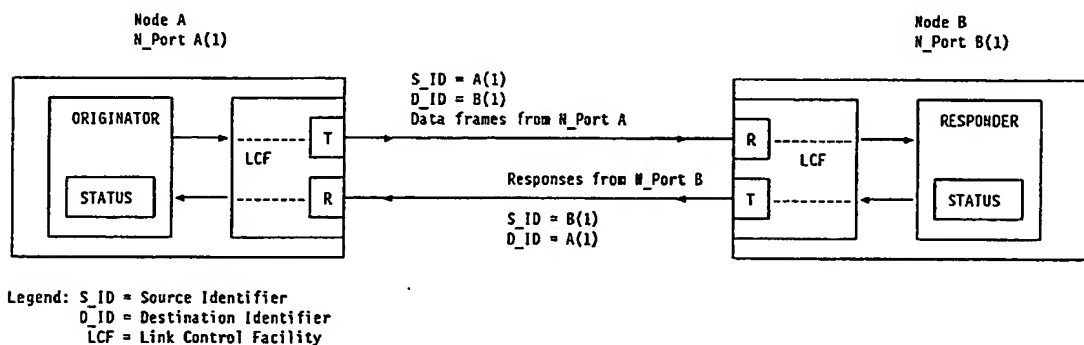 Node A
N_Port A(1)
Node B
N_Port B(1)
S_ID = A(1)
D_ID = B(1)
Data frames from N_Port A
ORIGINATOR
STATUS
LCF
T
R
Responses from N_Port B
S_ID = B(1)
D_ID = A(1)
R
T
LCF
RESPONDER
STATUS
Legend: S_ID = Source Identifier
D_ID = Destination Identifier
LCF = Link Control Facility